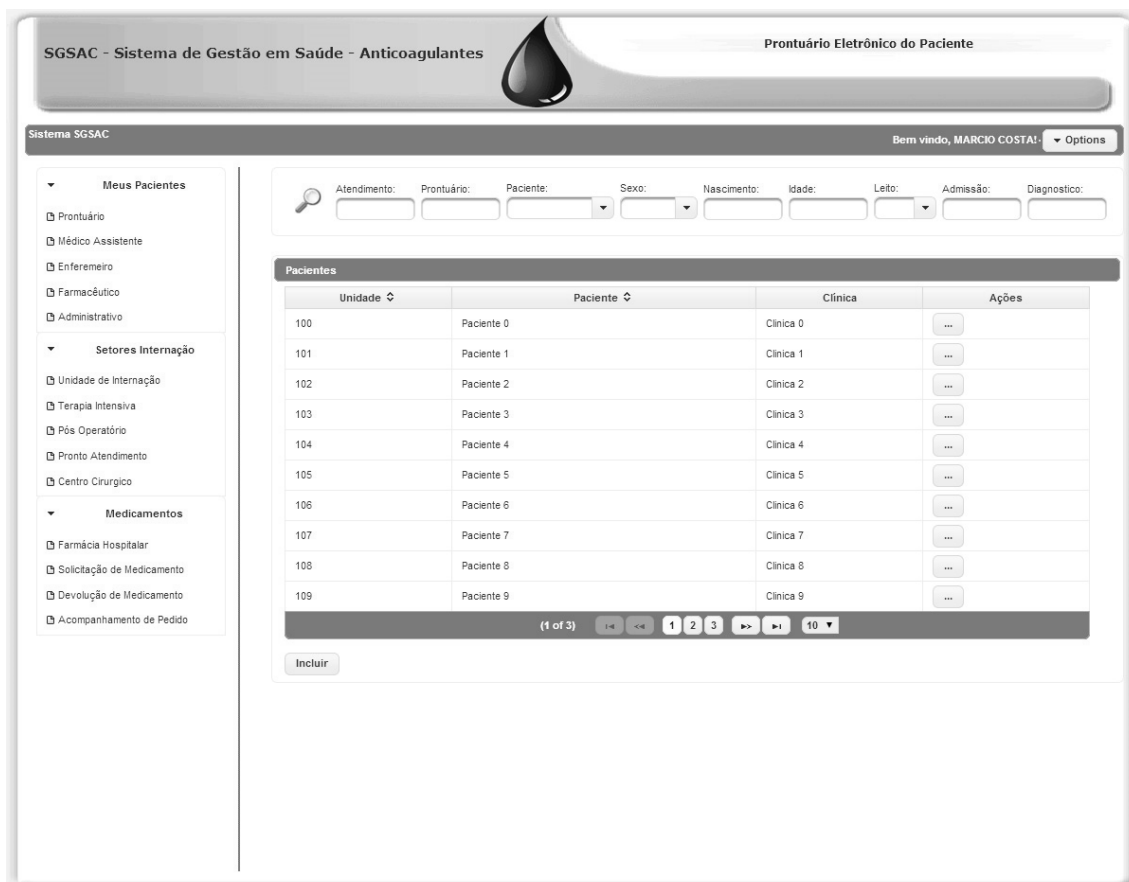 SGSAC - Sistema de Gestão em Saúde - Anticoagulantes
Prontuário Eletrônico do Paciente
Sistema SGSAC
Bem vindo, MARCIO COSTA!-
Options
Meus Pacientes
Prontuário
Médico Assistente
Enferemeiro
Farmacêutico
Administrativo
Setores Internação
Unidade de Internação
Terapia Intensiva
Pós Operatório
Pronto Atendimento
Centro Cirurgico
Medicamentos
Farmácia Hospitalar
Solicitação de Medicamento
Devolução de Medicamento
Acompanhamento de Pedido
Atendimento: Prontuário: Paciente: Sexo: Nascimento: Idade: Leito: Admissão: Diagnostico:
Pacientes
Unidade Paciente Clínica Ações
100 Paciente 0 Clinica 0 ...
101 Paciente 1 Clinica 1 ...
102 Paciente 2 Clinica 2 ...
103 Paciente 3 Clinica 3 ...
104 Paciente 4 Clinica 4 ...
105 Paciente 5 Clinica 5 ...
106 Paciente 6 Clinica 6 ...
107 Paciente 7 Clinica 7 ...
108 Paciente 8 Clinica 8 ...
109 Paciente 9 Clinica 9 ...
(1 of 3) 1 2 3 10
Incluir